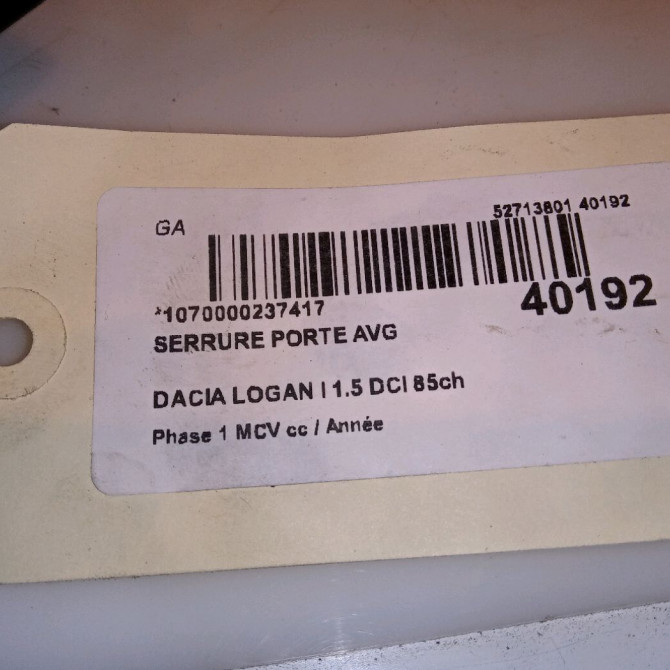 GA
52713801 40192
*1070000237417
40192
SERRURE PORTE AVG
DACIA LOGAN I 1.5 DCI 85ch
Phase 1 MCV cc / Année